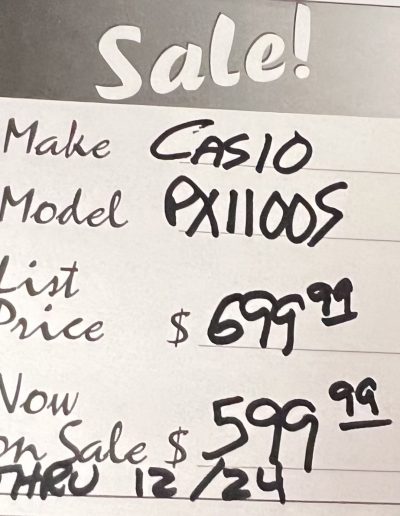 Sale!
Make CASIO
Model PX1100S
List
Price $ 699.99
Now
on Sale $ 599.99
THRU 12/24